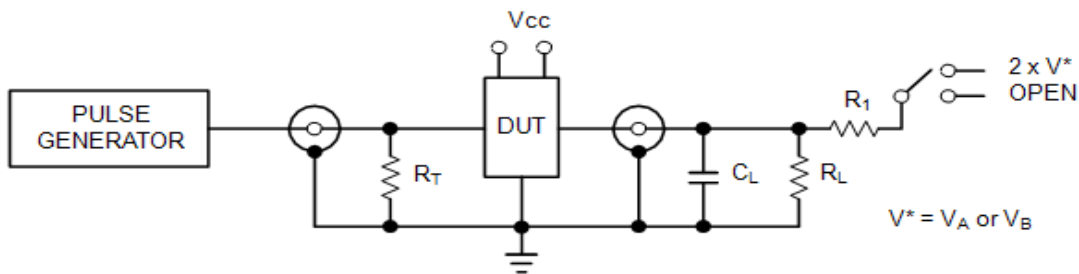 Vcc
2 x V*
OPEN
R1
PULSE
GENERATOR
DUT
RT
CL
RL
V* = VA or VB